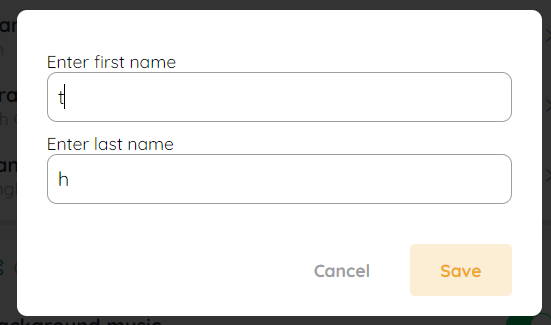 Enter first name
t
Enter last name
h
Cancel
Save